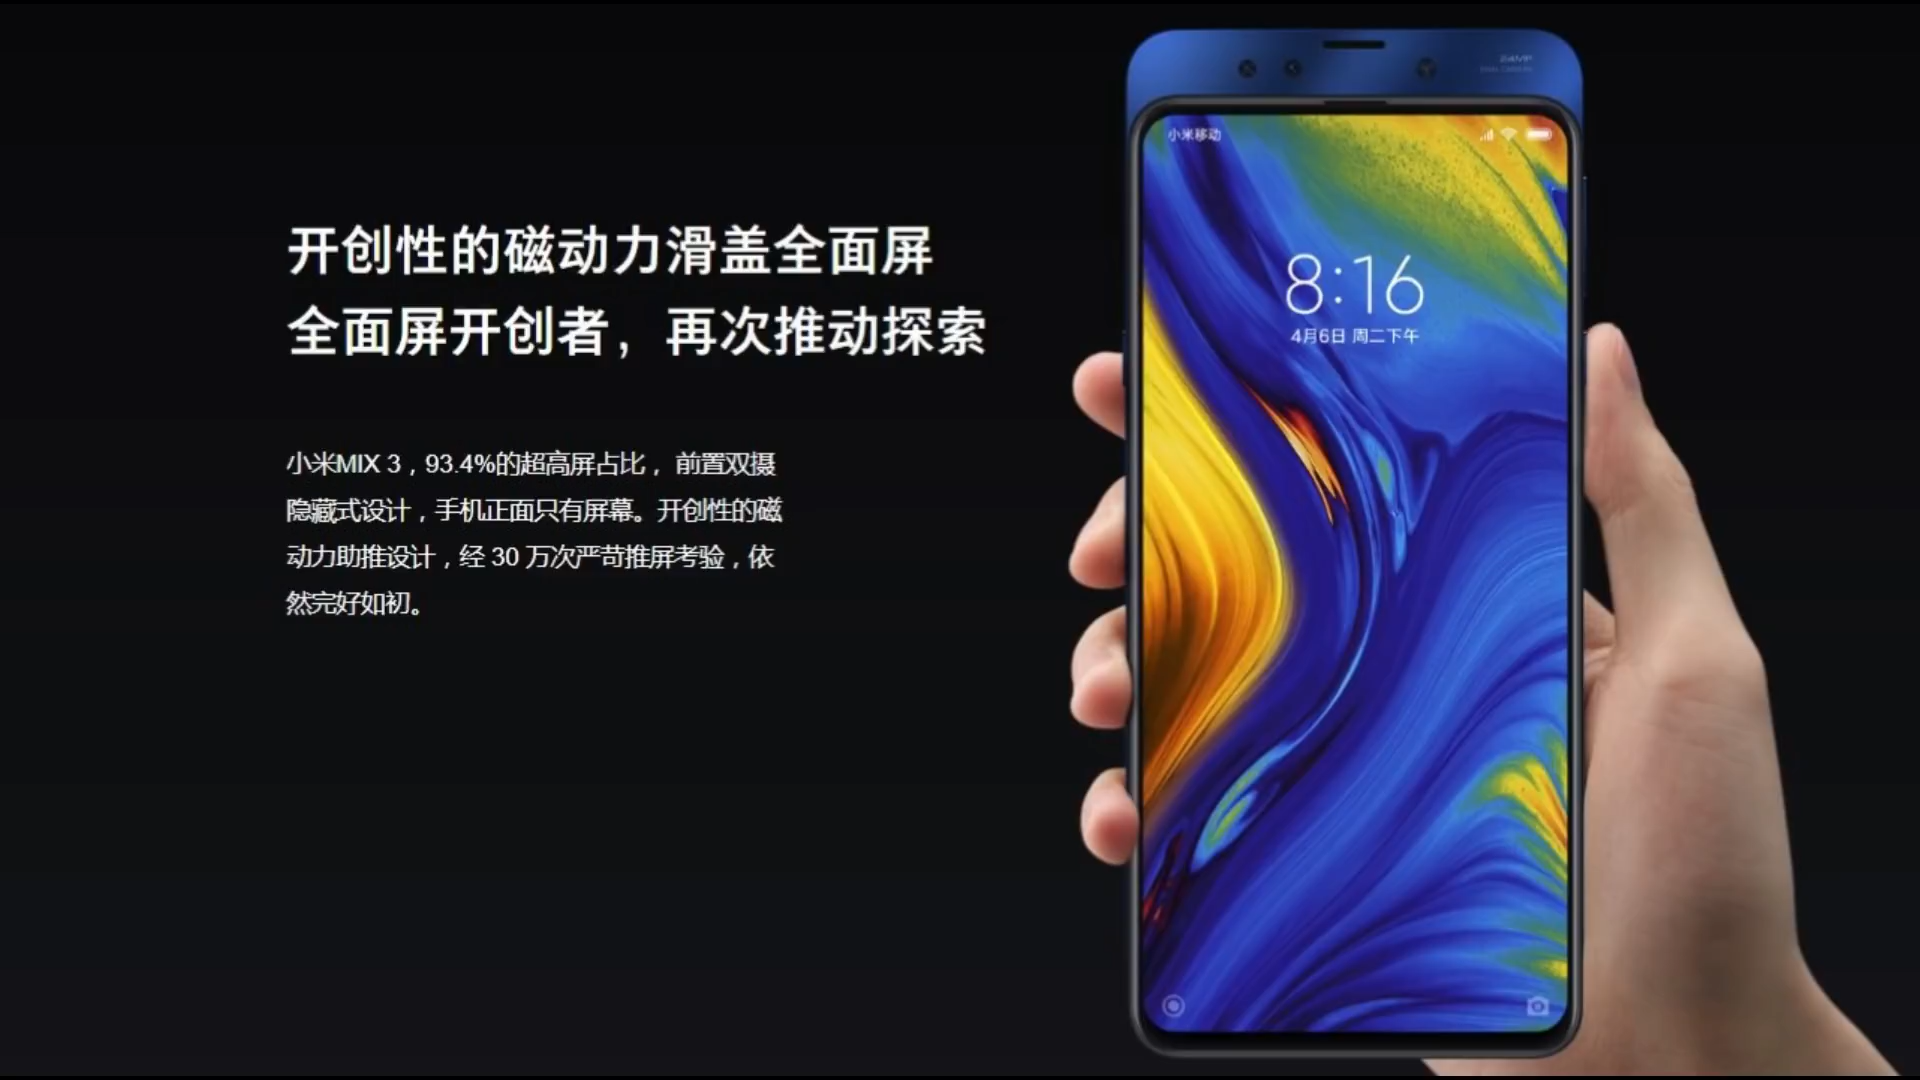 开创性的磁动力滑盖全面屏
全面屏开创者，再次推动探索
小米MIX 3，93.4%的超高屏占比， 前置双摄
隐藏式设计，手机正面只有屏幕。开创性的磁
动力助推设计，经 30 万次严苛推屏考验，依
然完好如初。
24MP
小米移动
8:16
4月6日 周二下午